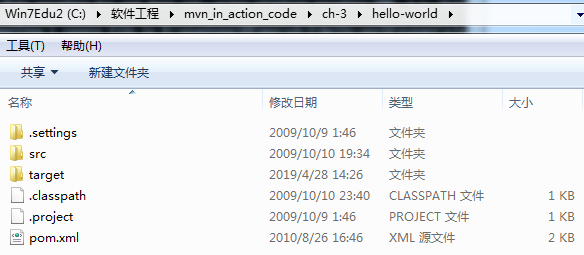 Win7Edu2 (C:) ▸ 软件工程 ▸ mvn_in_action_code ▸ ch-3 ▸ hello-world ▸
工具(T) 帮助(H)
共享 新建文件夹
名称 修改日期 类型 大小
.settings 2009/10/9 1:46 文件夹
src 2009/10/10 19:34 文件夹
target 2019/4/28 14:26 文件夹
.classpath 2009/10/10 23:40 CLASSPATH 文件 1 KB
.project 2009/10/9 1:46 PROJECT 文件 1 KB
pom.xml 2010/8/26 16:46 XML 源文件 2 KB